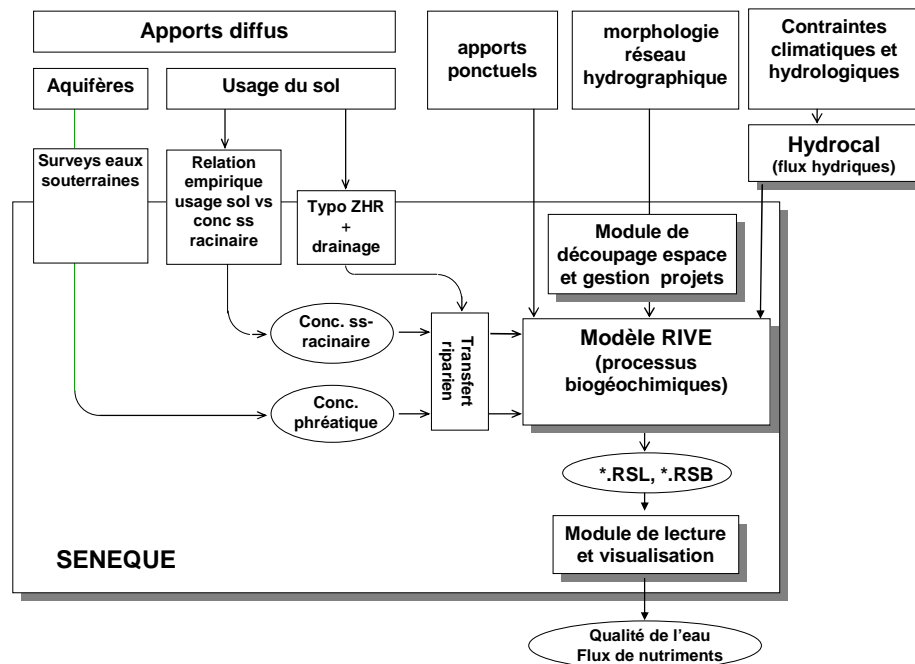 Apports diffus
apports
ponctuels
morphologie
réseau
hydrographique
Contraintes
climatiques et
hydrologiques
Aquifères
Usage du sol
Hydrocal
(flux hydriques)
Surveys eaux
souterraines
Relation
empirique
usage sol vs
conc ss
racinaire
Typo ZHR
+
drainage
Module de
découpage espace
et gestion projets
Conc. ss-
racinaire
Transfert
riparien
Modèle RIVE
(processus
biogéochimiques)
Conc.
phréatique
*.RSL, *.RSB
Module de lecture
et visualisation
SENEQUE
Qualité de l'eau
Flux de nutriments